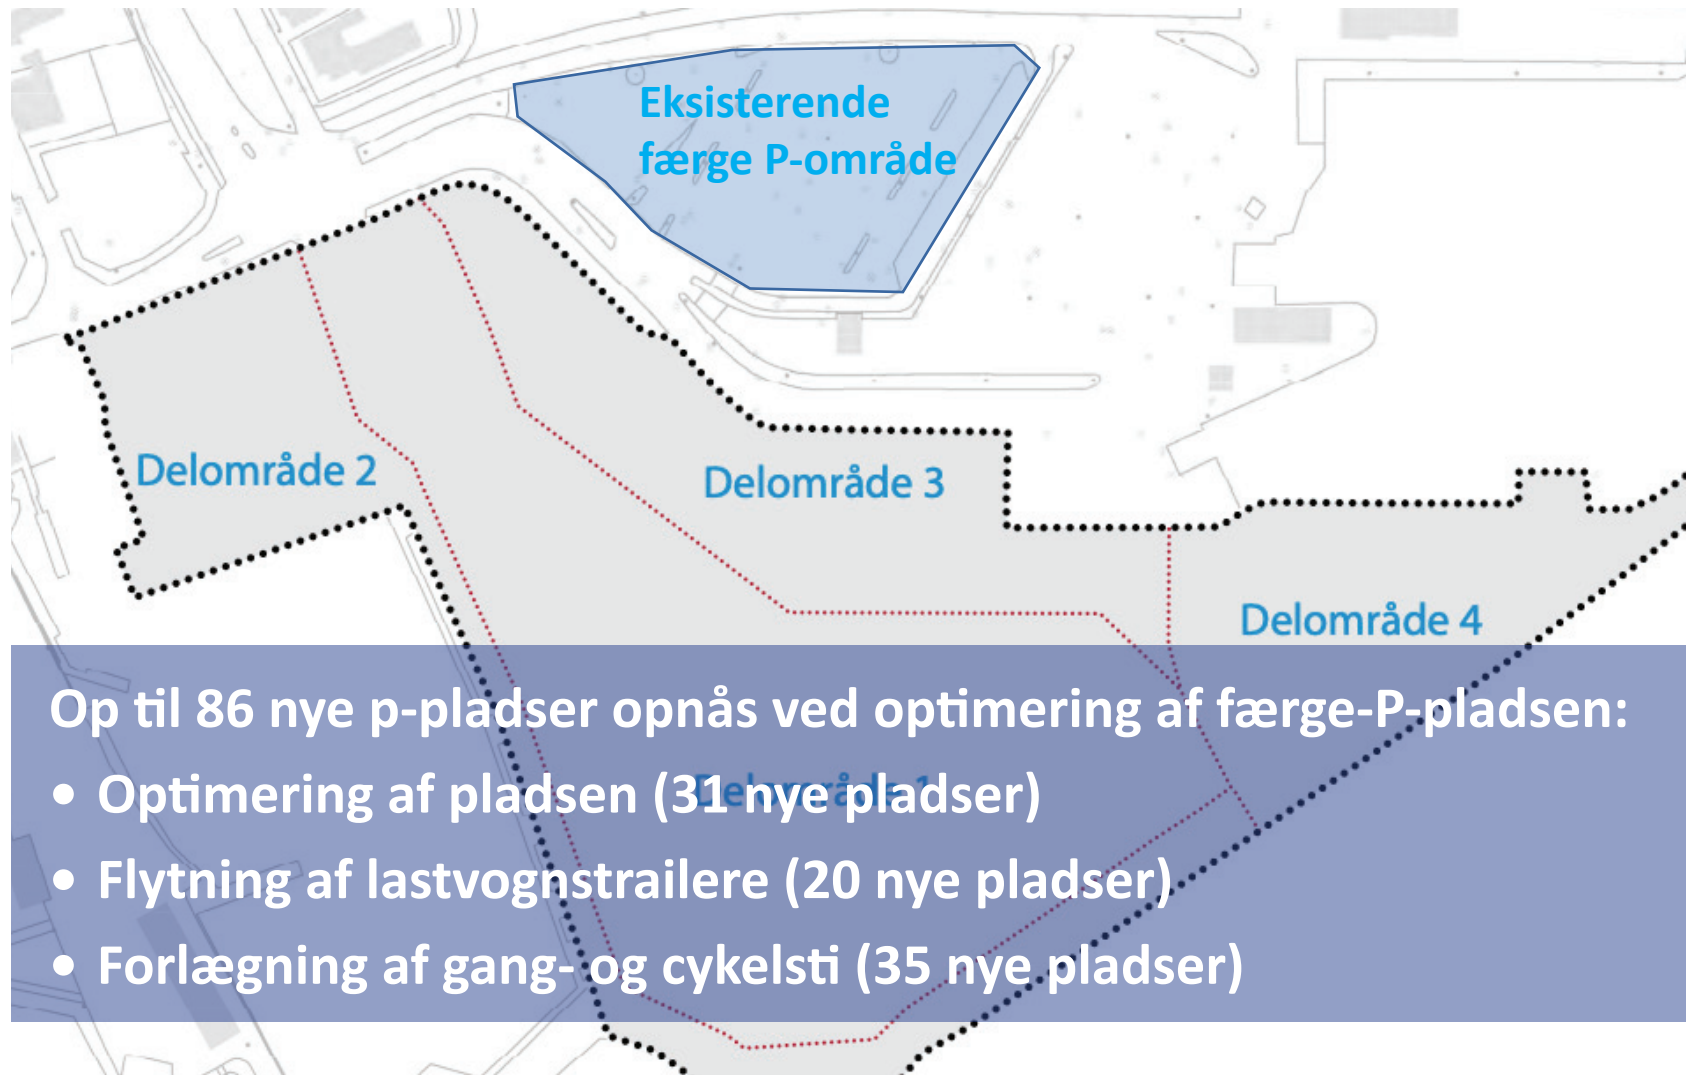 Eksisterende
færge P-område
Delområde 2
Delområde 3
Delområde 4
Op til 86 nye p-pladser opnås ved optimering af færge-P-pladsen:
Delområde 1
• Optimering af pladsen (31 nye pladser)
• Flytning af lastvognstrailere (20 nye pladser)
• Forlægning af gang- og cykelsti (35 nye pladser)